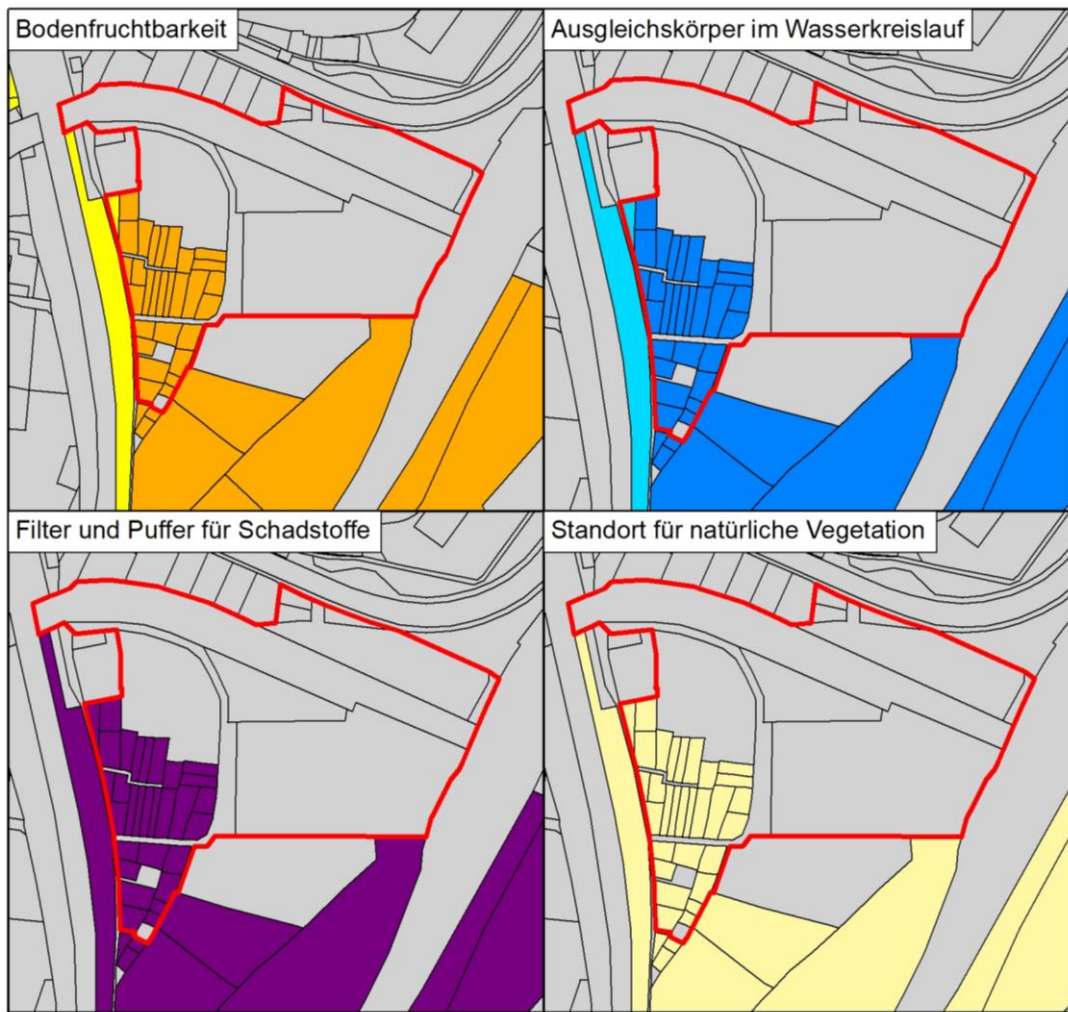 Bodenfruchtbarkeit
Ausgleichskörper im Wasserkreislauf
Filter und Puffer für Schadstoffe
Standort für natürliche Vegetation